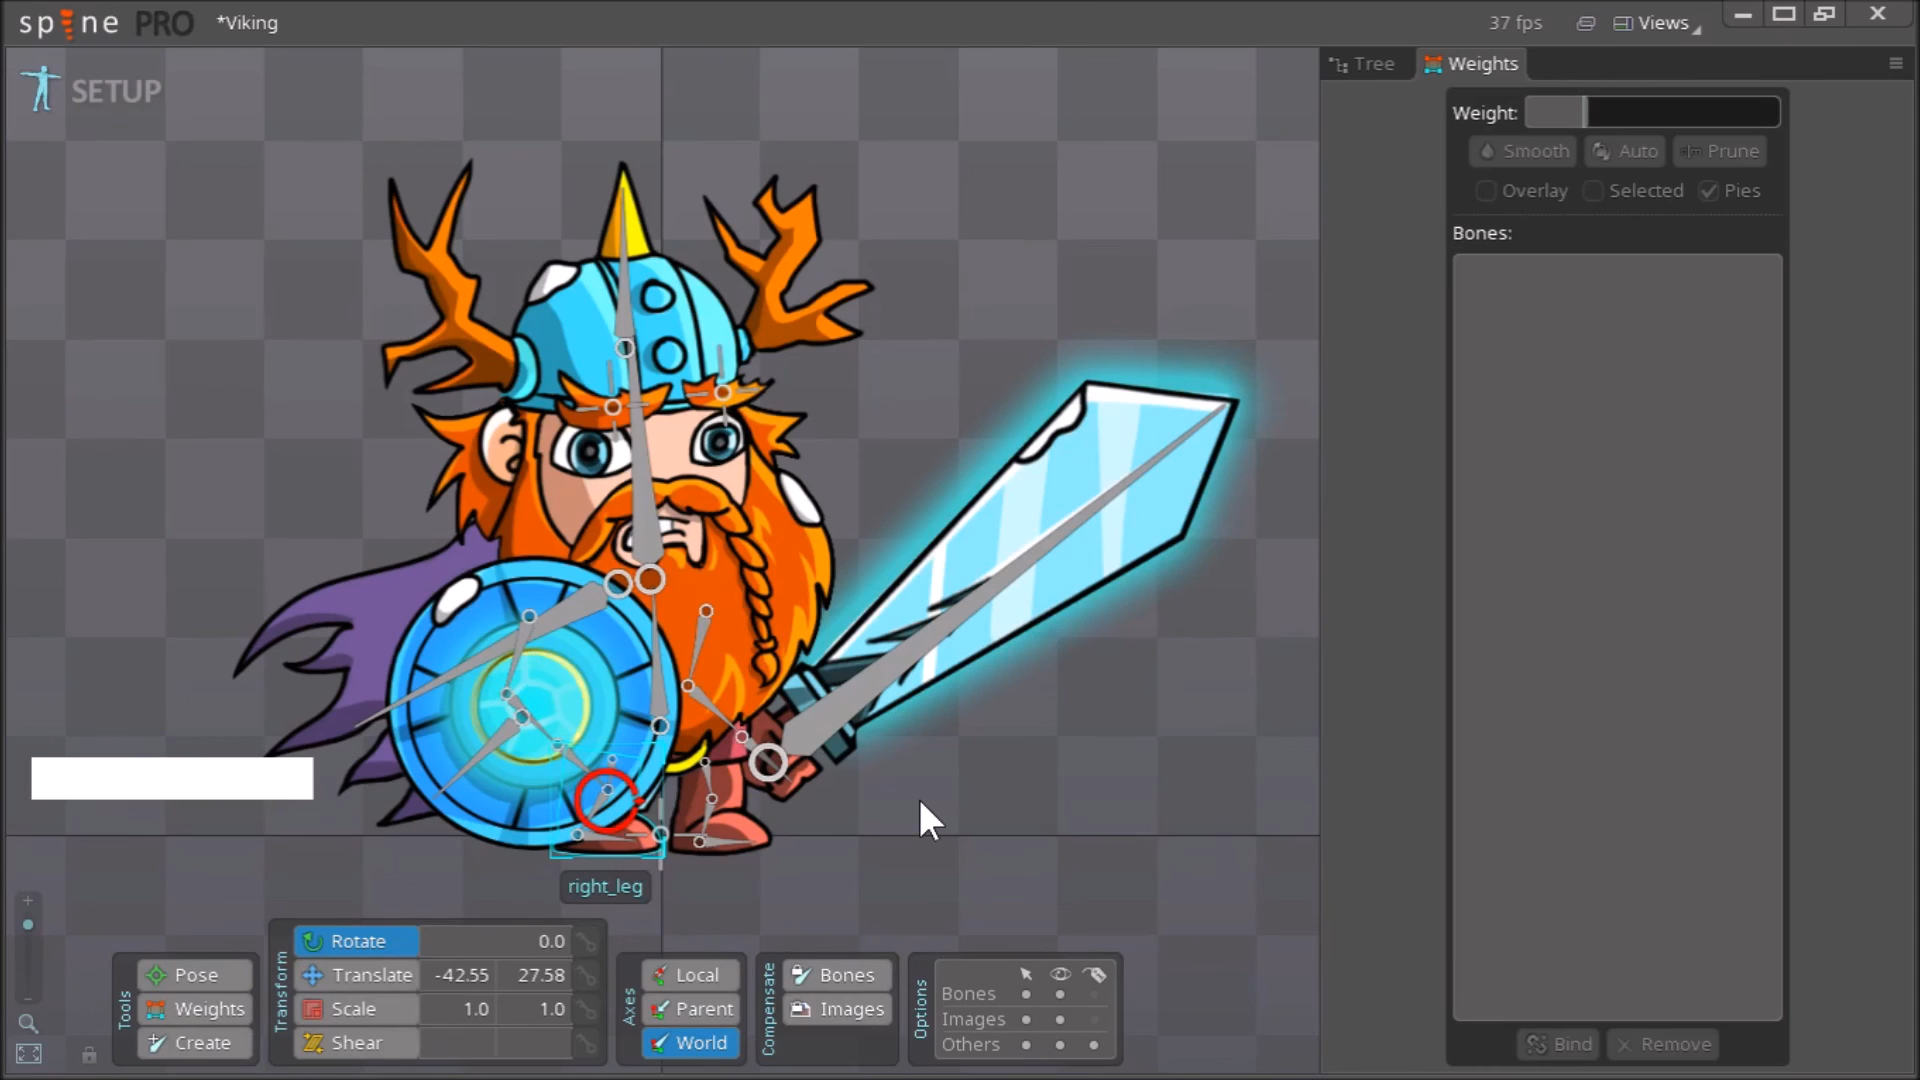 spine PRO *Viking 37 fps Views
SETUP
Tree Weights
Weight:
Smooth Auto Prune
Overlay Selected Pies
Bones:
right_leg
Tools
Pose
Weights
Create
Transform
Rotate 0.0
Translate -42.55 27.58
Scale 1.0 1.0
Shear
Axes
Local
Parent
World
Compensate
Bones
Images
Options
Bones
Images
Others
Bind Remove